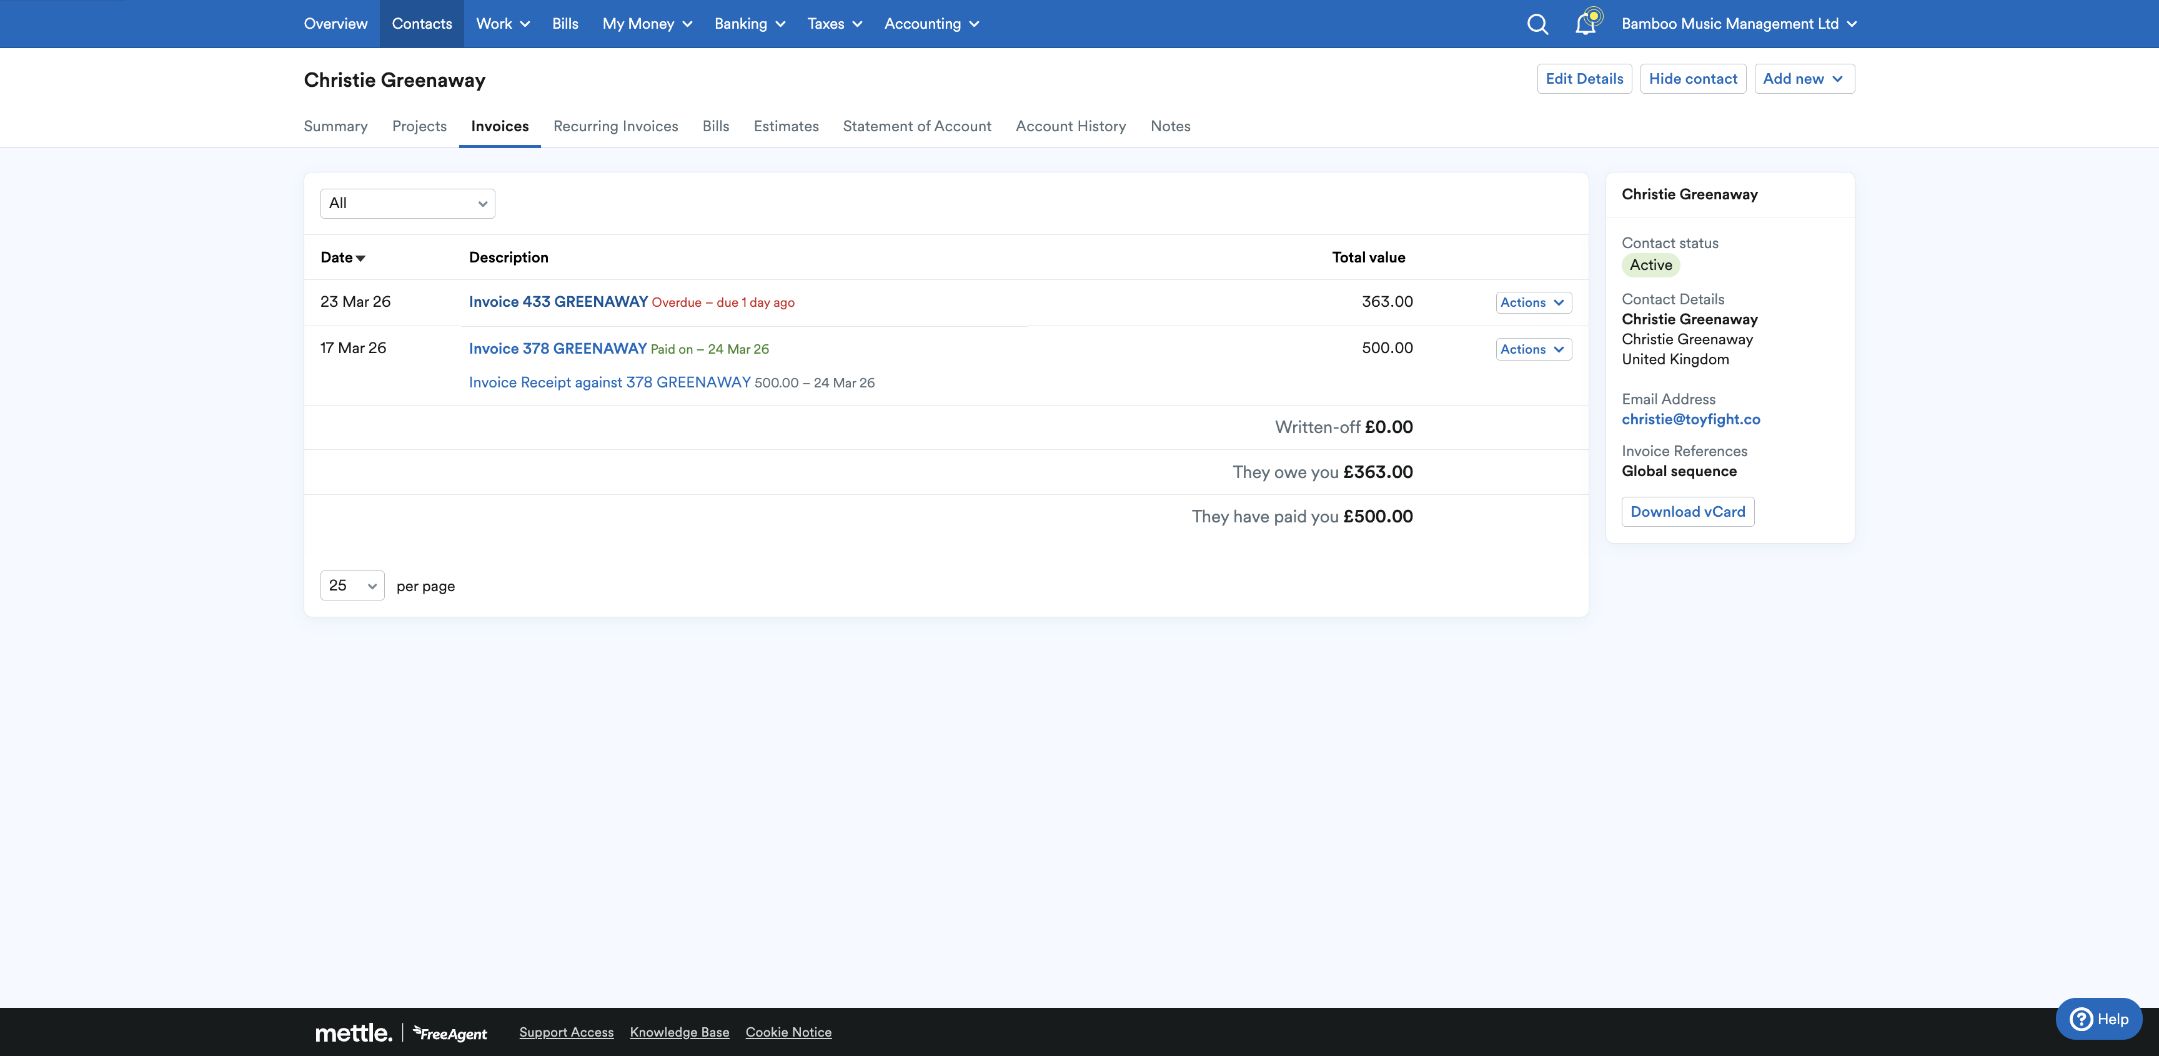 Overview Contacts Work Bills My Money Banking Taxes Accounting Bamboo Music Management Ltd
Christie Greenaway
Edit Details Hide contact Add new
Summary Projects Invoices Recurring Invoices Bills Estimates Statement of Account Account History Notes
All
Date Description Total value
23 Mar 26 Invoice 433 GREENAWAY Overdue – due 1 day ago 363.00 Actions
17 Mar 26 Invoice 378 GREENAWAY Paid on – 24 Mar 26 500.00 Actions
Invoice Receipt against 378 GREENAWAY 500.00 – 24 Mar 26
Written-off £0.00
They owe you £363.00
They have paid you £500.00
25 per page
Christie Greenaway
Contact status
Active
Contact Details
Christie Greenaway
Christie Greenaway
United Kingdom
Email Address
christie@toyfight.co
Invoice References
Global sequence
Download vCard
mettle. FreeAgent Support Access Knowledge Base Cookie Notice
? Help